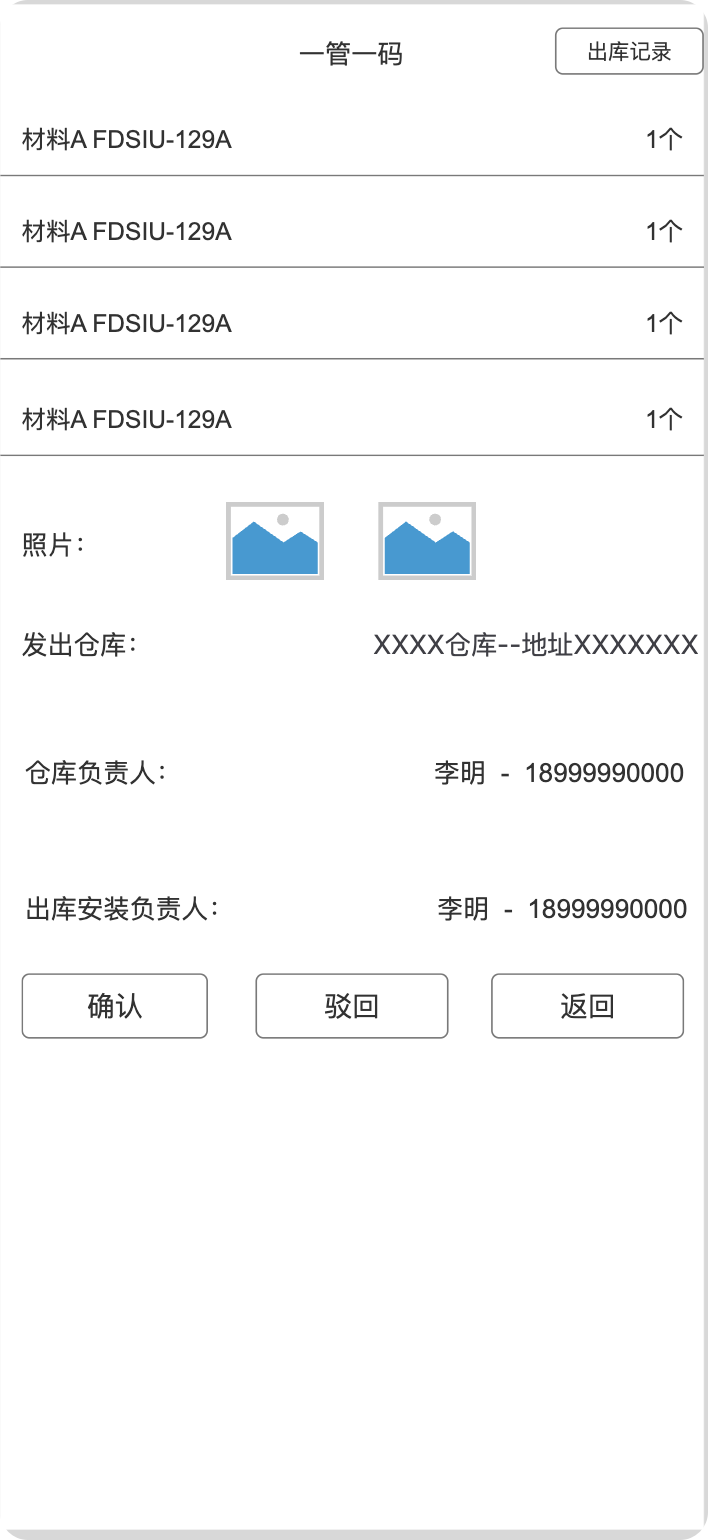 一管一码
出库记录
材料A FDSIU-129A 1个
材料A FDSIU-129A 1个
材料A FDSIU-129A 1个
材料A FDSIU-129A 1个
照片：
发出仓库： XXXX仓库--地址XXXXXXX
仓库负责人： 李明 - 18999990000
出库安装负责人： 李明 - 18999990000
确认 驳回 返回